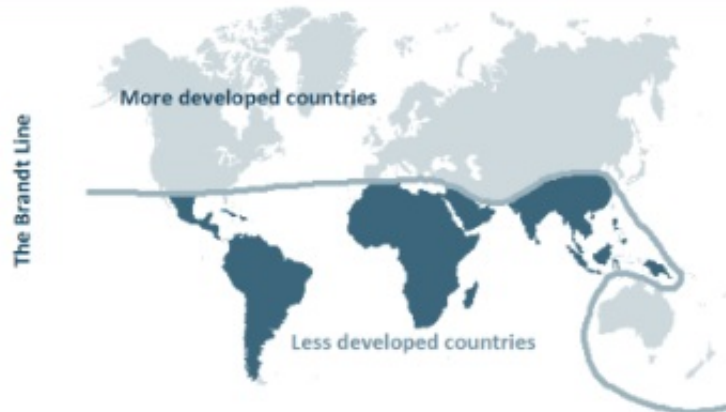 The Brandt Line
More developed countries
Less developed countries